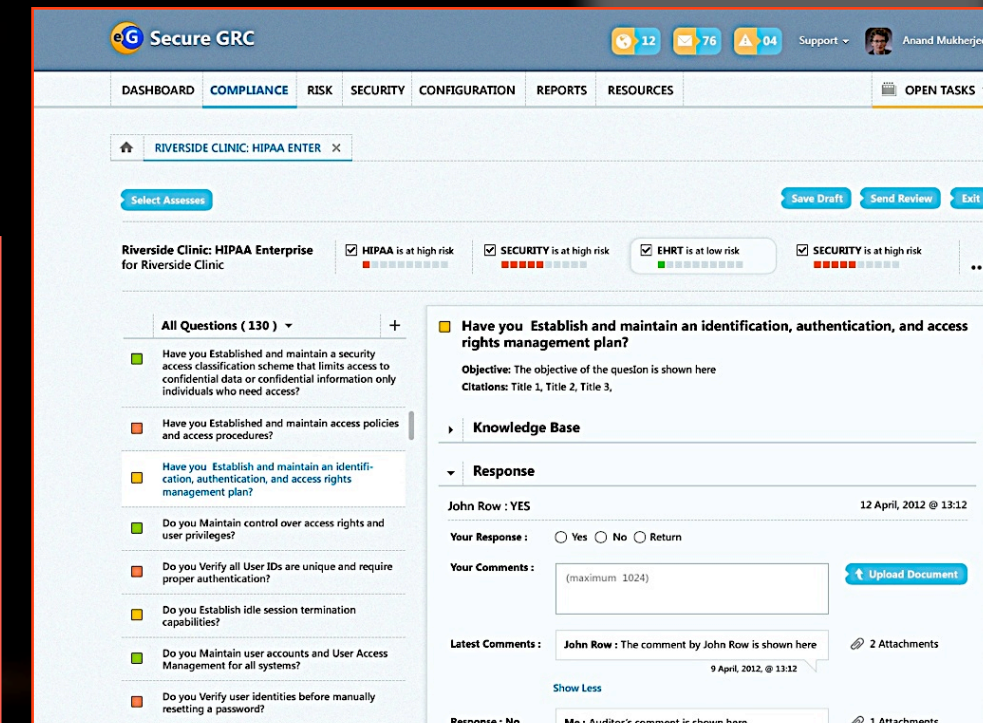 eG Secure GRC
12
76
04
Support
Anand Mukherjee
DASHBOARD
COMPLIANCE
RISK
SECURITY
CONFIGURATION
REPORTS
RESOURCES
OPEN TASKS
RIVERSIDE CLINIC: HIPAA ENTER ×
Select Assesses
Save Draft
Send Review
Exit
Riverside Clinic: HIPAA Enterprise
for Riverside Clinic
HIPAA is at high risk
SECURITY is at high risk
EHRT is at low risk
SECURITY is at high risk
All Questions ( 130 )
+
Have you Established and maintain a security
access classification scheme that limits access to
confidential data or confidential information only
individuals who need access?
Have you Established and maintain access policies
and access procedures?
Have you Establish and maintain an identifi-
cation, authentication, and access rights
management plan?
Do you Maintain control over access rights and
user privileges?
Do you Verify all User IDs are unique and require
proper authentication?
Do you Establish idle session termination
capabilities?
Do you Maintain user accounts and User Access
Management for all systems?
Do you Verify user identities before manually
resetting a password?
Have you Establish and maintain an identification, authentication, and access
rights management plan?
Objective: The objective of the quesIon is shown here
Citations: Title 1, Title 2, Title 3,
Knowledge Base
Response
John Row : YES
12 April, 2012 @ 13:12
Your Response :
Yes
No
Return
Your Comments :
(maximum 1024)
Upload Document
Latest Comments :
John Row : The comment by John Row is shown here
2 Attachments
9 April, 2012, @ 13:12
Show Less
Response : No
Me : Auditor's comment is shown here
1 Attachments